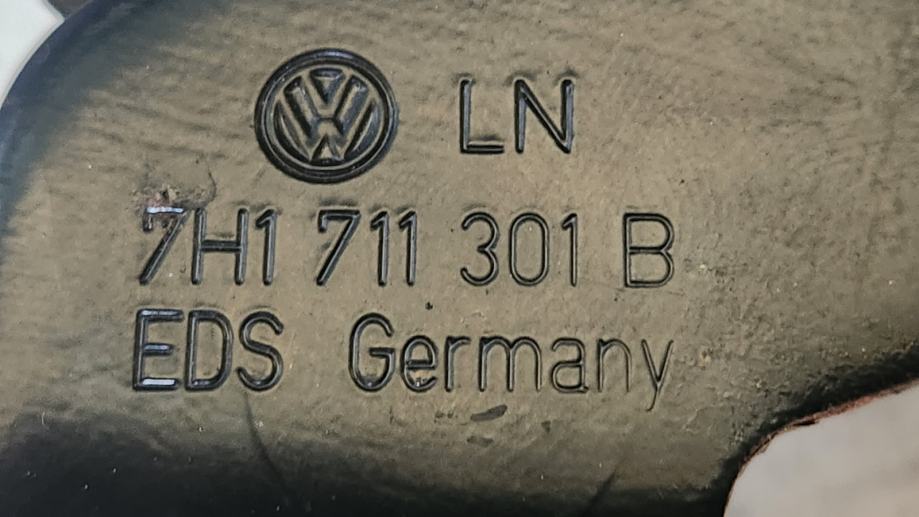 LN
7H1 711 301 B
EDS Germany